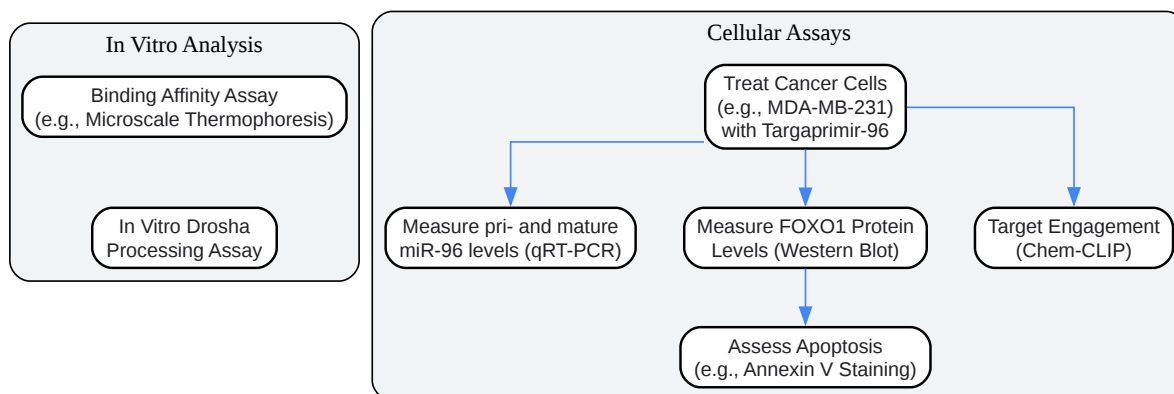 In Vitro Analysis
Binding Affinity Assay
(e.g., Microscale Thermophoresis)
In Vitro Drosha
Processing Assay
Cellular Assays
Treat Cancer Cells
(e.g., MDA-MB-231)
with Targaprimir-96
Measure pri- and mature
miR-96 levels (qRT-PCR)
Measure FOXO1 Protein
Levels (Western Blot)
Target Engagement
(Chem-CLIP)
Assess Apoptosis
(e.g., Annexin V Staining)